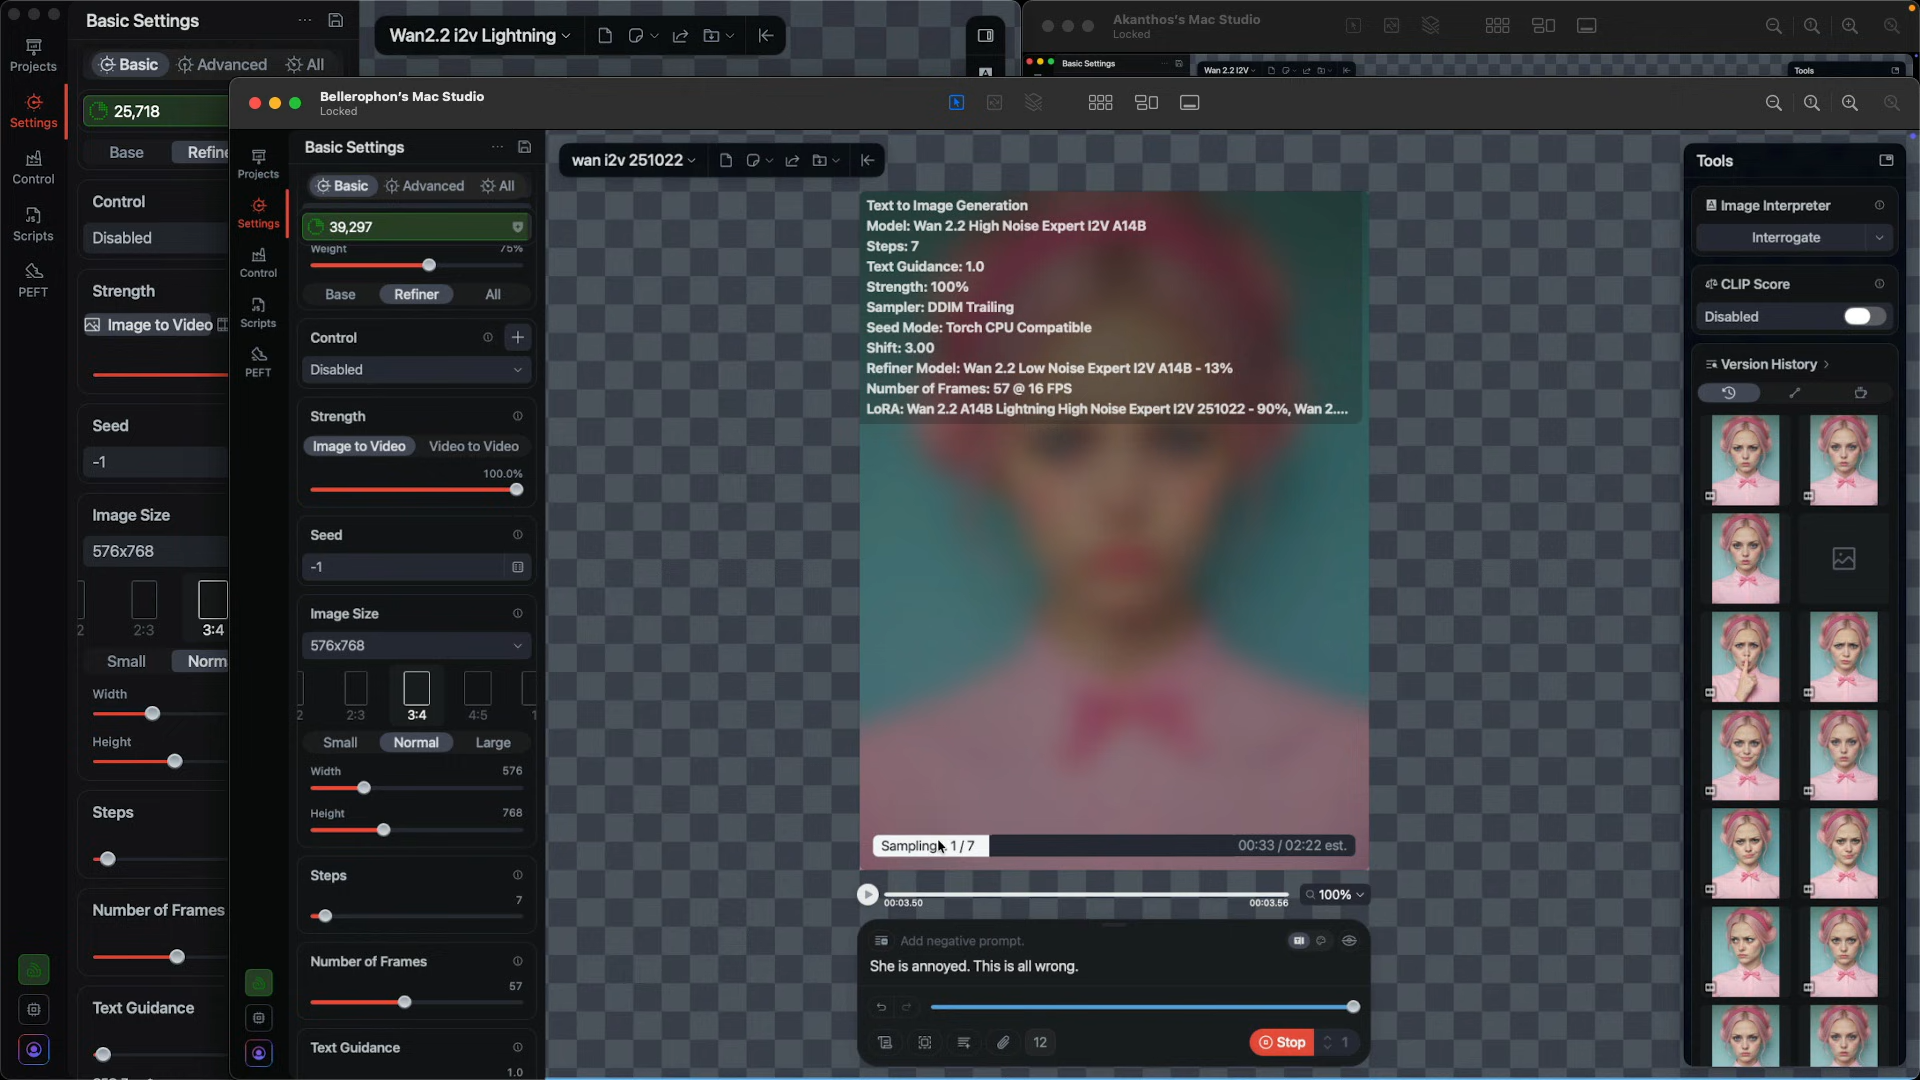 Basic Settings
Basic
Advanced
All
Projects
Settings
Control
Scripts
PEFT
25,718
Base
Control
Disabled
Strength
Image to Video
Seed
-1
Image Size
576x768
2
2:3
3:4
Small
Width
Height
Steps
Number of Frames
Text Guidance
Wan2.2 i2v Lightning
Akanthos's Mac Studio
Locked
Basic Settings
Wan 2.2 I2V
Tools
Bellerophon's Mac Studio
Locked
Projects
Settings
Control
Scripts
PEFT
Basic Settings
Basic
Advanced
All
39,297
Weight
75%
Base
Refiner
All
Control
Disabled
Strength
Image to Video
Video to Video
100.0%
Seed
-1
Image Size
576x768
2
2:3
3:4
4:5
1
Small
Normal
Large
Width
576
Height
768
Steps
7
Number of Frames
57
Text Guidance
1.0
wan i2v 251022
Text to Image Generation
Model: Wan 2.2 High Noise Expert I2V A14B
Steps: 7
Text Guidance: 1.0
Strength: 100%
Sampler: DDIM Trailing
Seed Mode: Torch CPU Compatible
Shift: 3.00
Refiner Model: Wan 2.2 Low Noise Expert I2V A14B - 13%
Number of Frames: 57 @ 16 FPS
LoRA: Wan 2.2 A14B Lightning High Noise Expert I2V 251022 - 90%, Wan 2....
Sampling 1 / 7
00:33 / 02:22 est.
00:03.50
00:03.56
100%
Add negative prompt.
She is annoyed. This is all wrong.
12
Stop
1
Tools
Image Interpreter
Interrogate
CLIP Score
Disabled
Version History